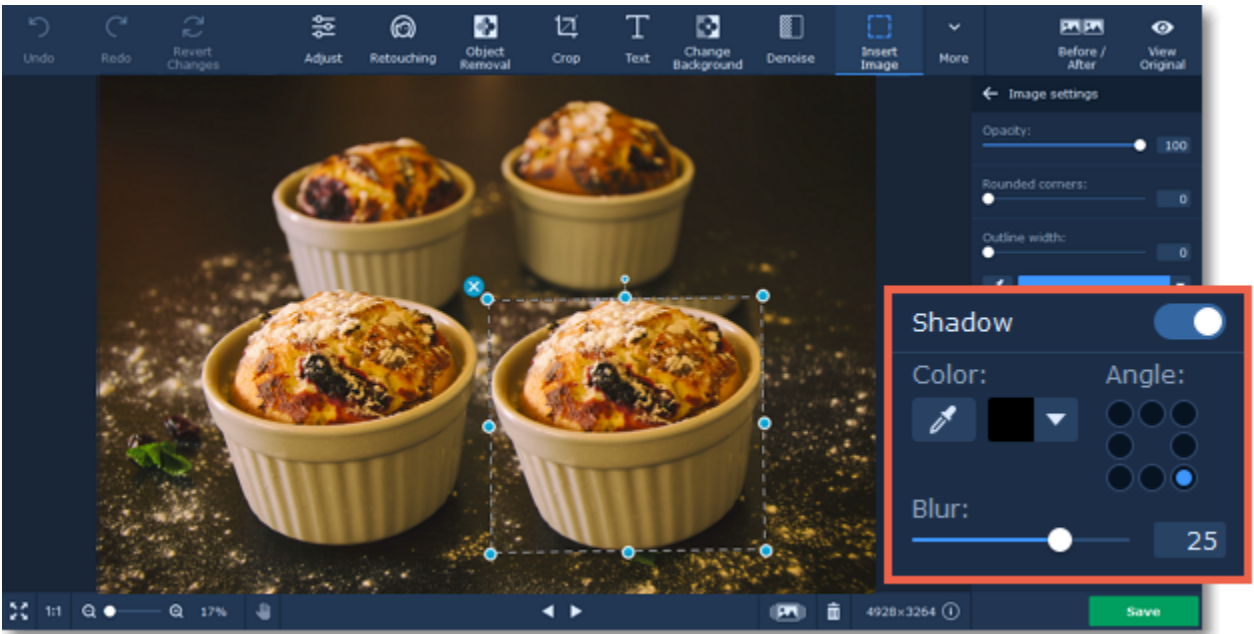 Undo
Redo
Revert
Changes
Adjust
Retouching
Object
Removal
Crop
Text
Change
Background
Denoise
Insert
Image
More
Before /
After
View
Original
Image settings
Opacity:
100
Rounded corners:
0
Outline width:
0
Shadow
Color:
Angle:
Blur:
25
1:1
17%
4928×3264
Save